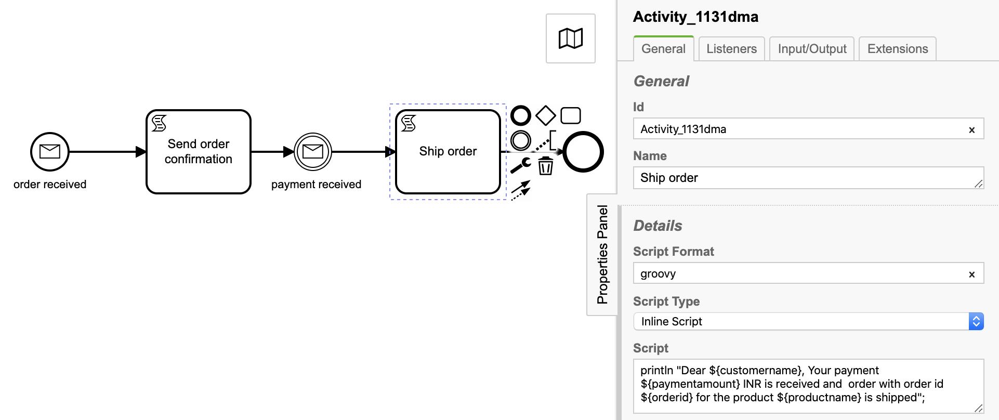 order received
Send order
confirmation
payment received
Ship order
Properties Panel
Activity_1131dma
General
Listeners
Input/Output
Extensions
General
Id
Activity_1131dma
x
Name
Ship order
Details
Script Format
groovy
x
Script Type
Inline Script
Script
println "Dear ${customername}, Your payment
${paymentamount} INR is received and  order with order id
${orderid} for the product ${productname} is shipped";